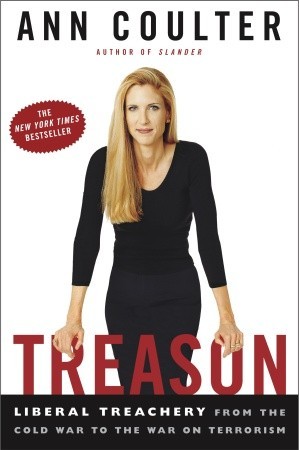 ANN COULTER
AUTHOR OF SLANDER
THE
NEW YORK TIMES
BESTSELLER
TREASON
LIBERAL TREACHERY FROM THE
COLD WAR TO THE WAR ON TERRORISM